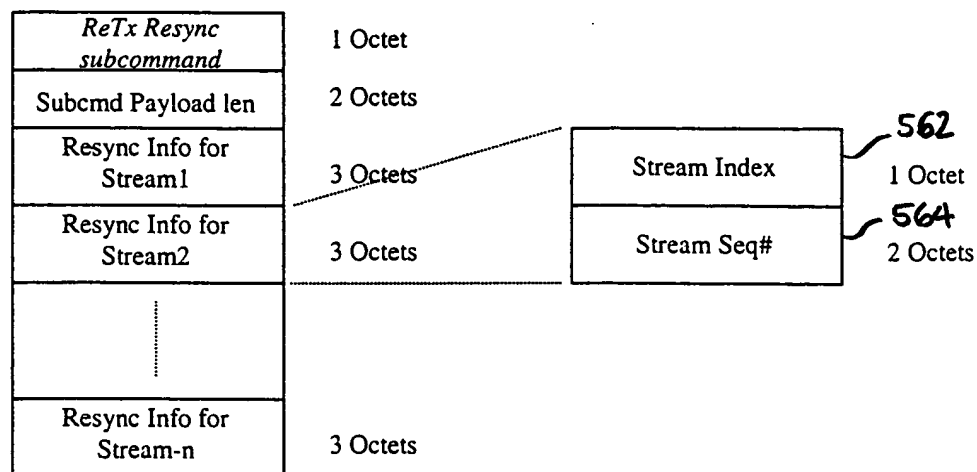 ReTx Resync
subcommand
1 Octet
Subcmd Payload len
2 Octets
Resync Info for
Stream1
3 Octets
Resync Info for
Stream2
3 Octets
Resync Info for
Stream-n
3 Octets
Stream Index
562
1 Octet
Stream Seq#
564
2 Octets